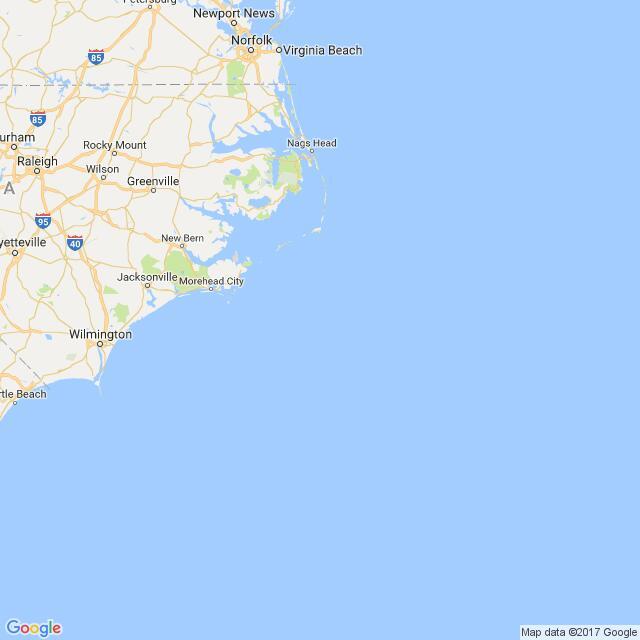 Petersburg
Newport News
Norfolk
Virginia Beach
85
85
urham
Rocky Mount
Nags Head
Raleigh
Wilson
Greenville
A
95
40
New Bern
yetteville
Jacksonville
Morehead City
Wilmington
rtle Beach
Google
Map data ©2017 Google